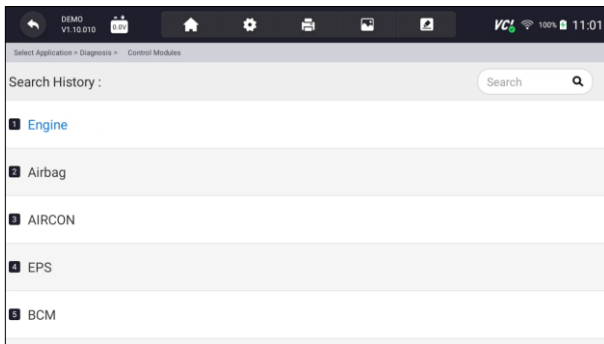 DEMO
V1.10.010
0.0V
VCI 100% 11:01
Select Application > Diagnosis > Control Modules
Search History :
Search
1 Engine
2 Airbag
3 AIRCON
4 EPS
5 BCM